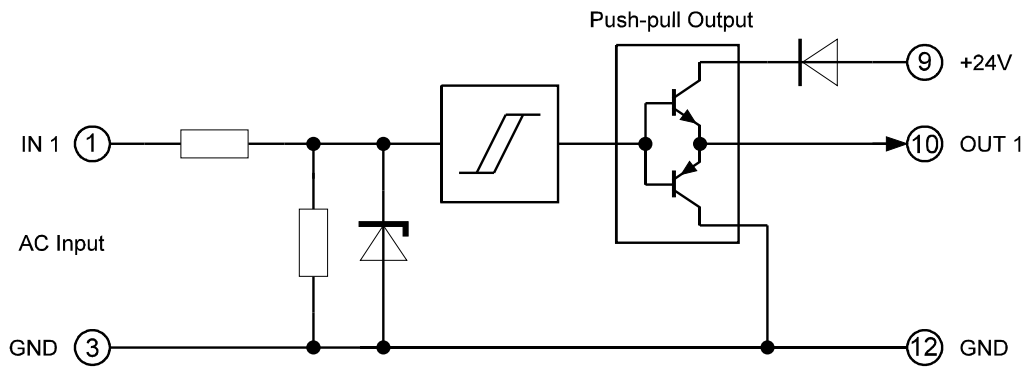 Push-pull Output
9 +24V
IN 1 1
10 OUT 1
AC Input
GND 3
12 GND